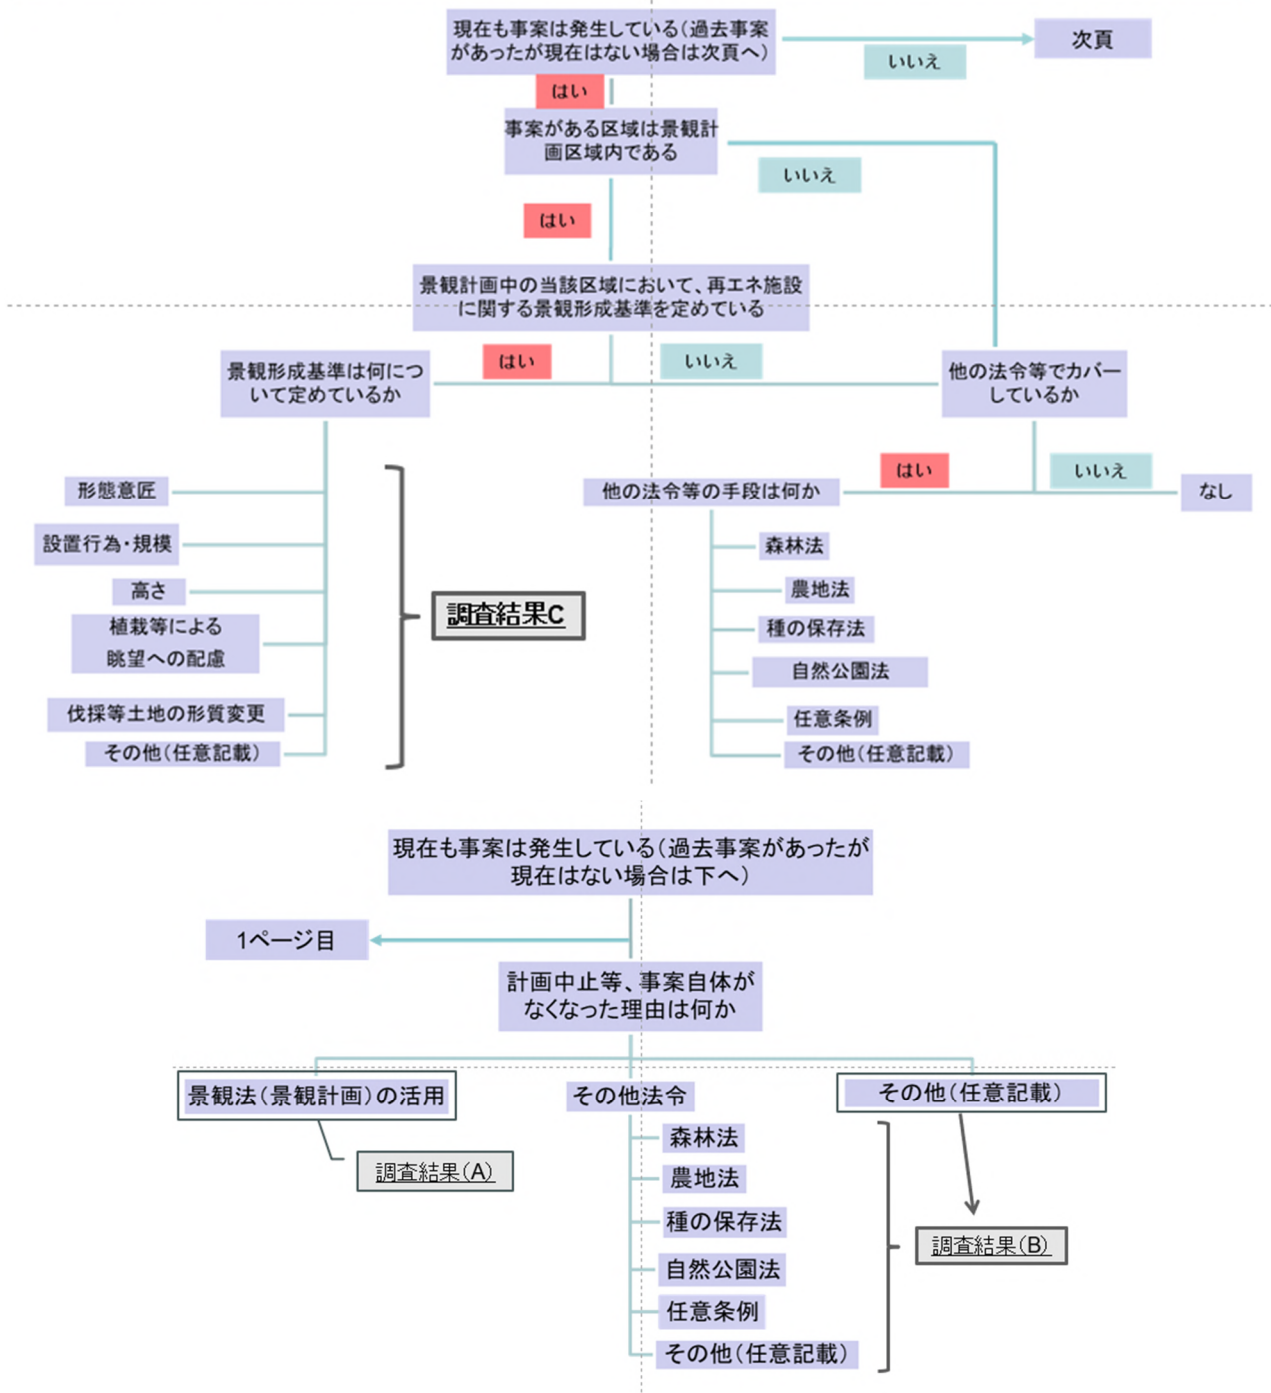 現在も事案は発生している(過去事案
があったが現在はない場合は次頁へ)
いいえ
次頁
はい
事案がある区域は景観計
画区域内である
いいえ
はい
景観計画中の当該区域において、再エネ施設
に関する景観形成基準を定めている
はい
いいえ
景観形成基準は何につ
いて定めているか
他の法令等でカバー
しているか
はい
いいえ
形態意匠
設置行為・規模
高さ
植栽等による
眺望への配慮
伐採等土地の形質変更
その他(任意記載)
調査結果C
他の法令等の手段は何か
なし
森林法
農地法
種の保存法
自然公園法
任意条例
その他(任意記載)
現在も事案は発生している(過去事案があったが
現在はない場合は下へ)
1ページ目
計画中止等、事案自体が
なくなった理由は何か
景観法(景観計画)の活用
その他法令
その他(任意記載)
調査結果(A)
森林法
農地法
種の保存法
自然公園法
任意条例
その他(任意記載)
調査結果(B)